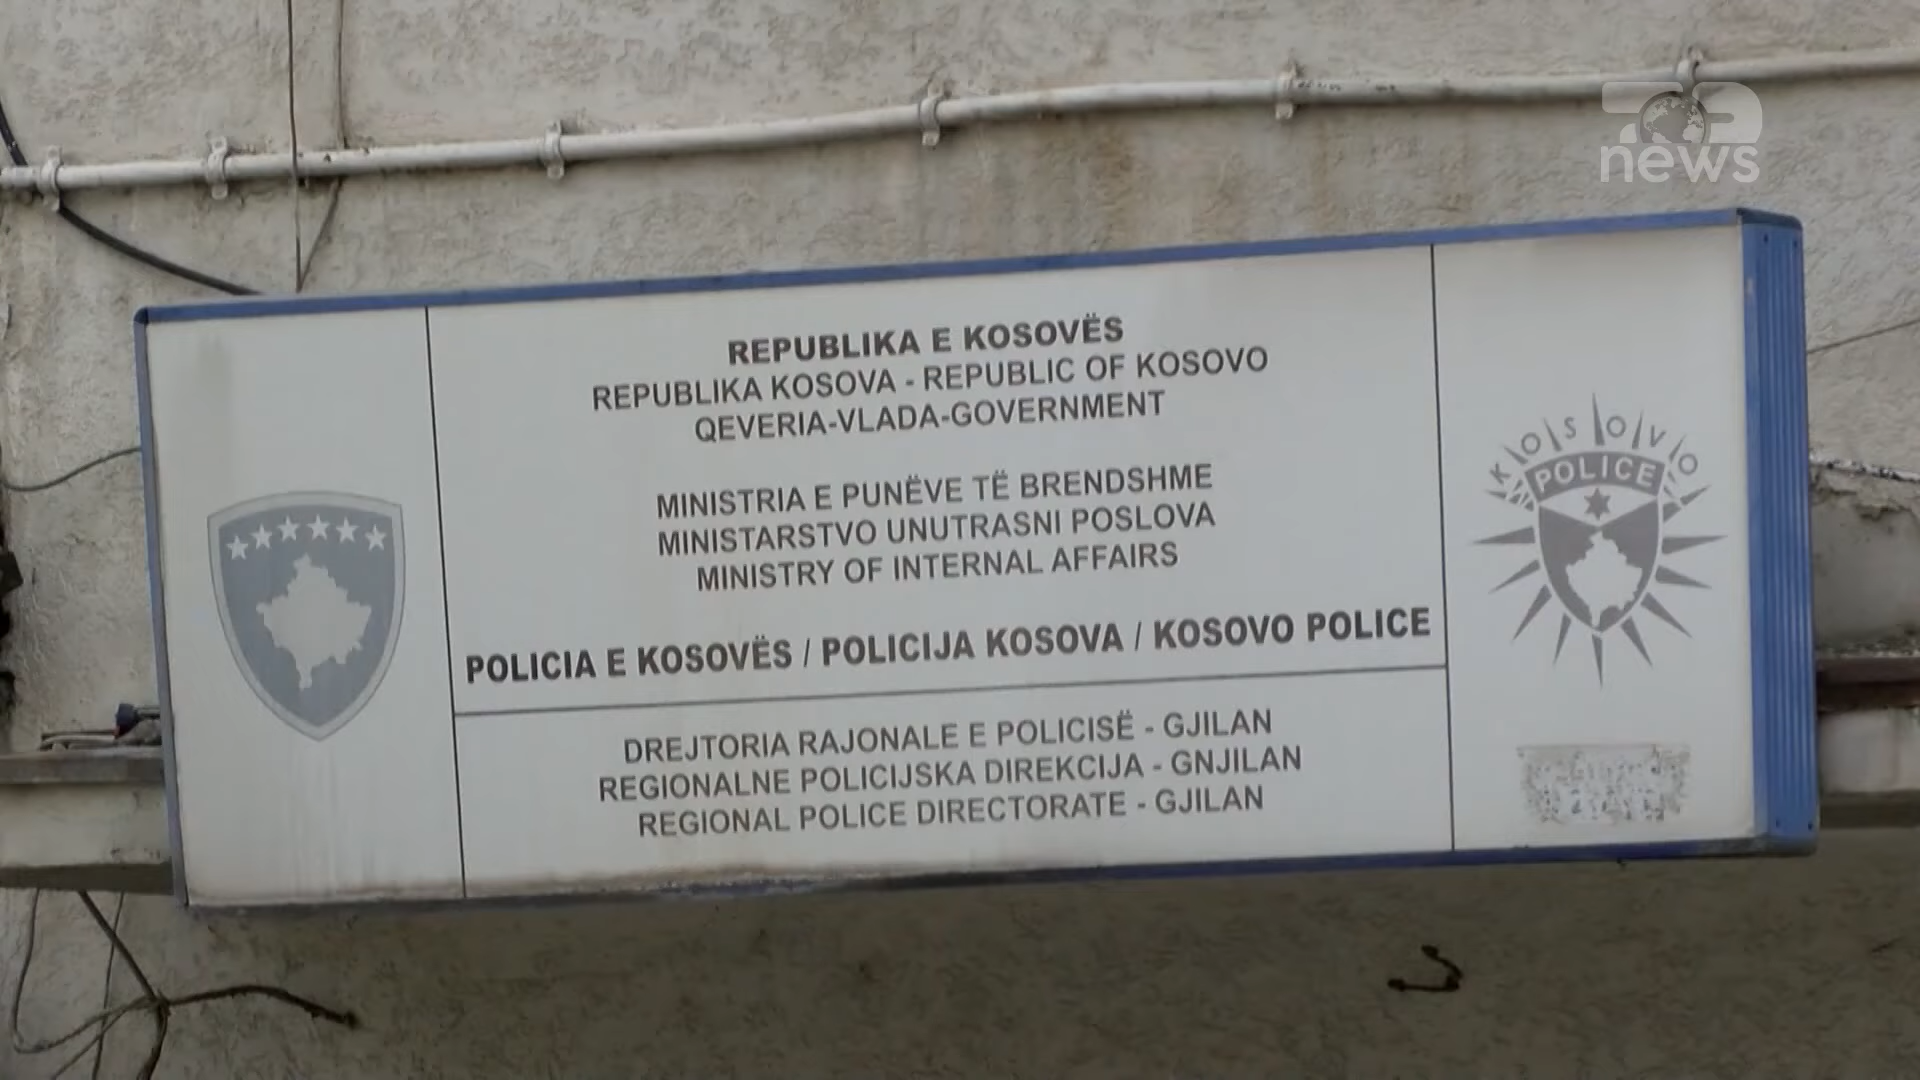 news
REPUBLIKA E KOSOVËS
REPUBLIKA KOSOVA - REPUBLIC OF KOSOVO
QEVERIA-VLADA-GOVERNMENT
MINISTRIA E PUNËVE TË BRENDSHME
MINISTARSTVO UNUTRASNI POSLOVA
MINISTRY OF INTERNAL AFFAIRS
POLICIA E KOSOVËS / POLICIJA KOSOVA / KOSOVO POLICE
DREJTORIA RAJONALE E POLICISË - GJILAN
REGIONALNE POLICIJSKA DIREKCIJA - GNJILAN
REGIONAL POLICE DIRECTORATE - GJILAN
KOSOVO
POLICE